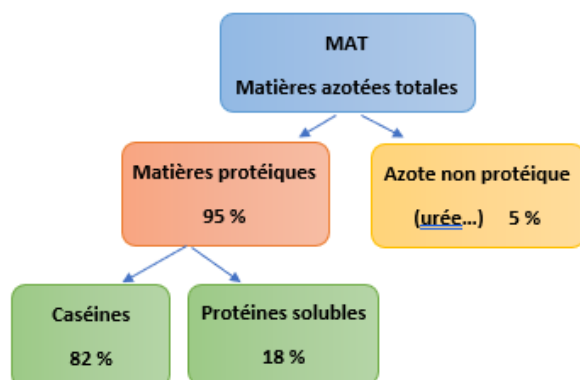 MAT
Matières azotées totales
Matières protéiques
95 %
Azote non protéique
(urée...) 5 %
Caséines
82 %
Protéines solubles
18 %